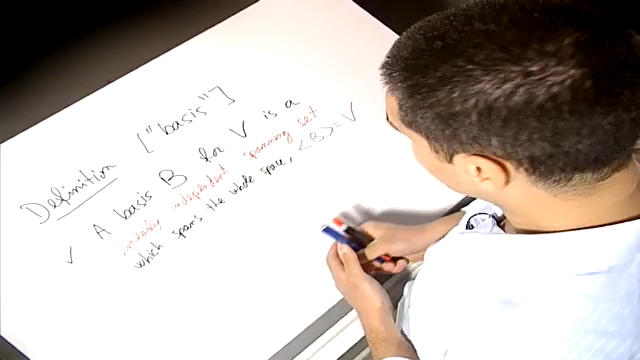 Definition ["basis"]
✓ A basis B for V is a
linearly independent spanning set
which spans the whole space, <B> = V